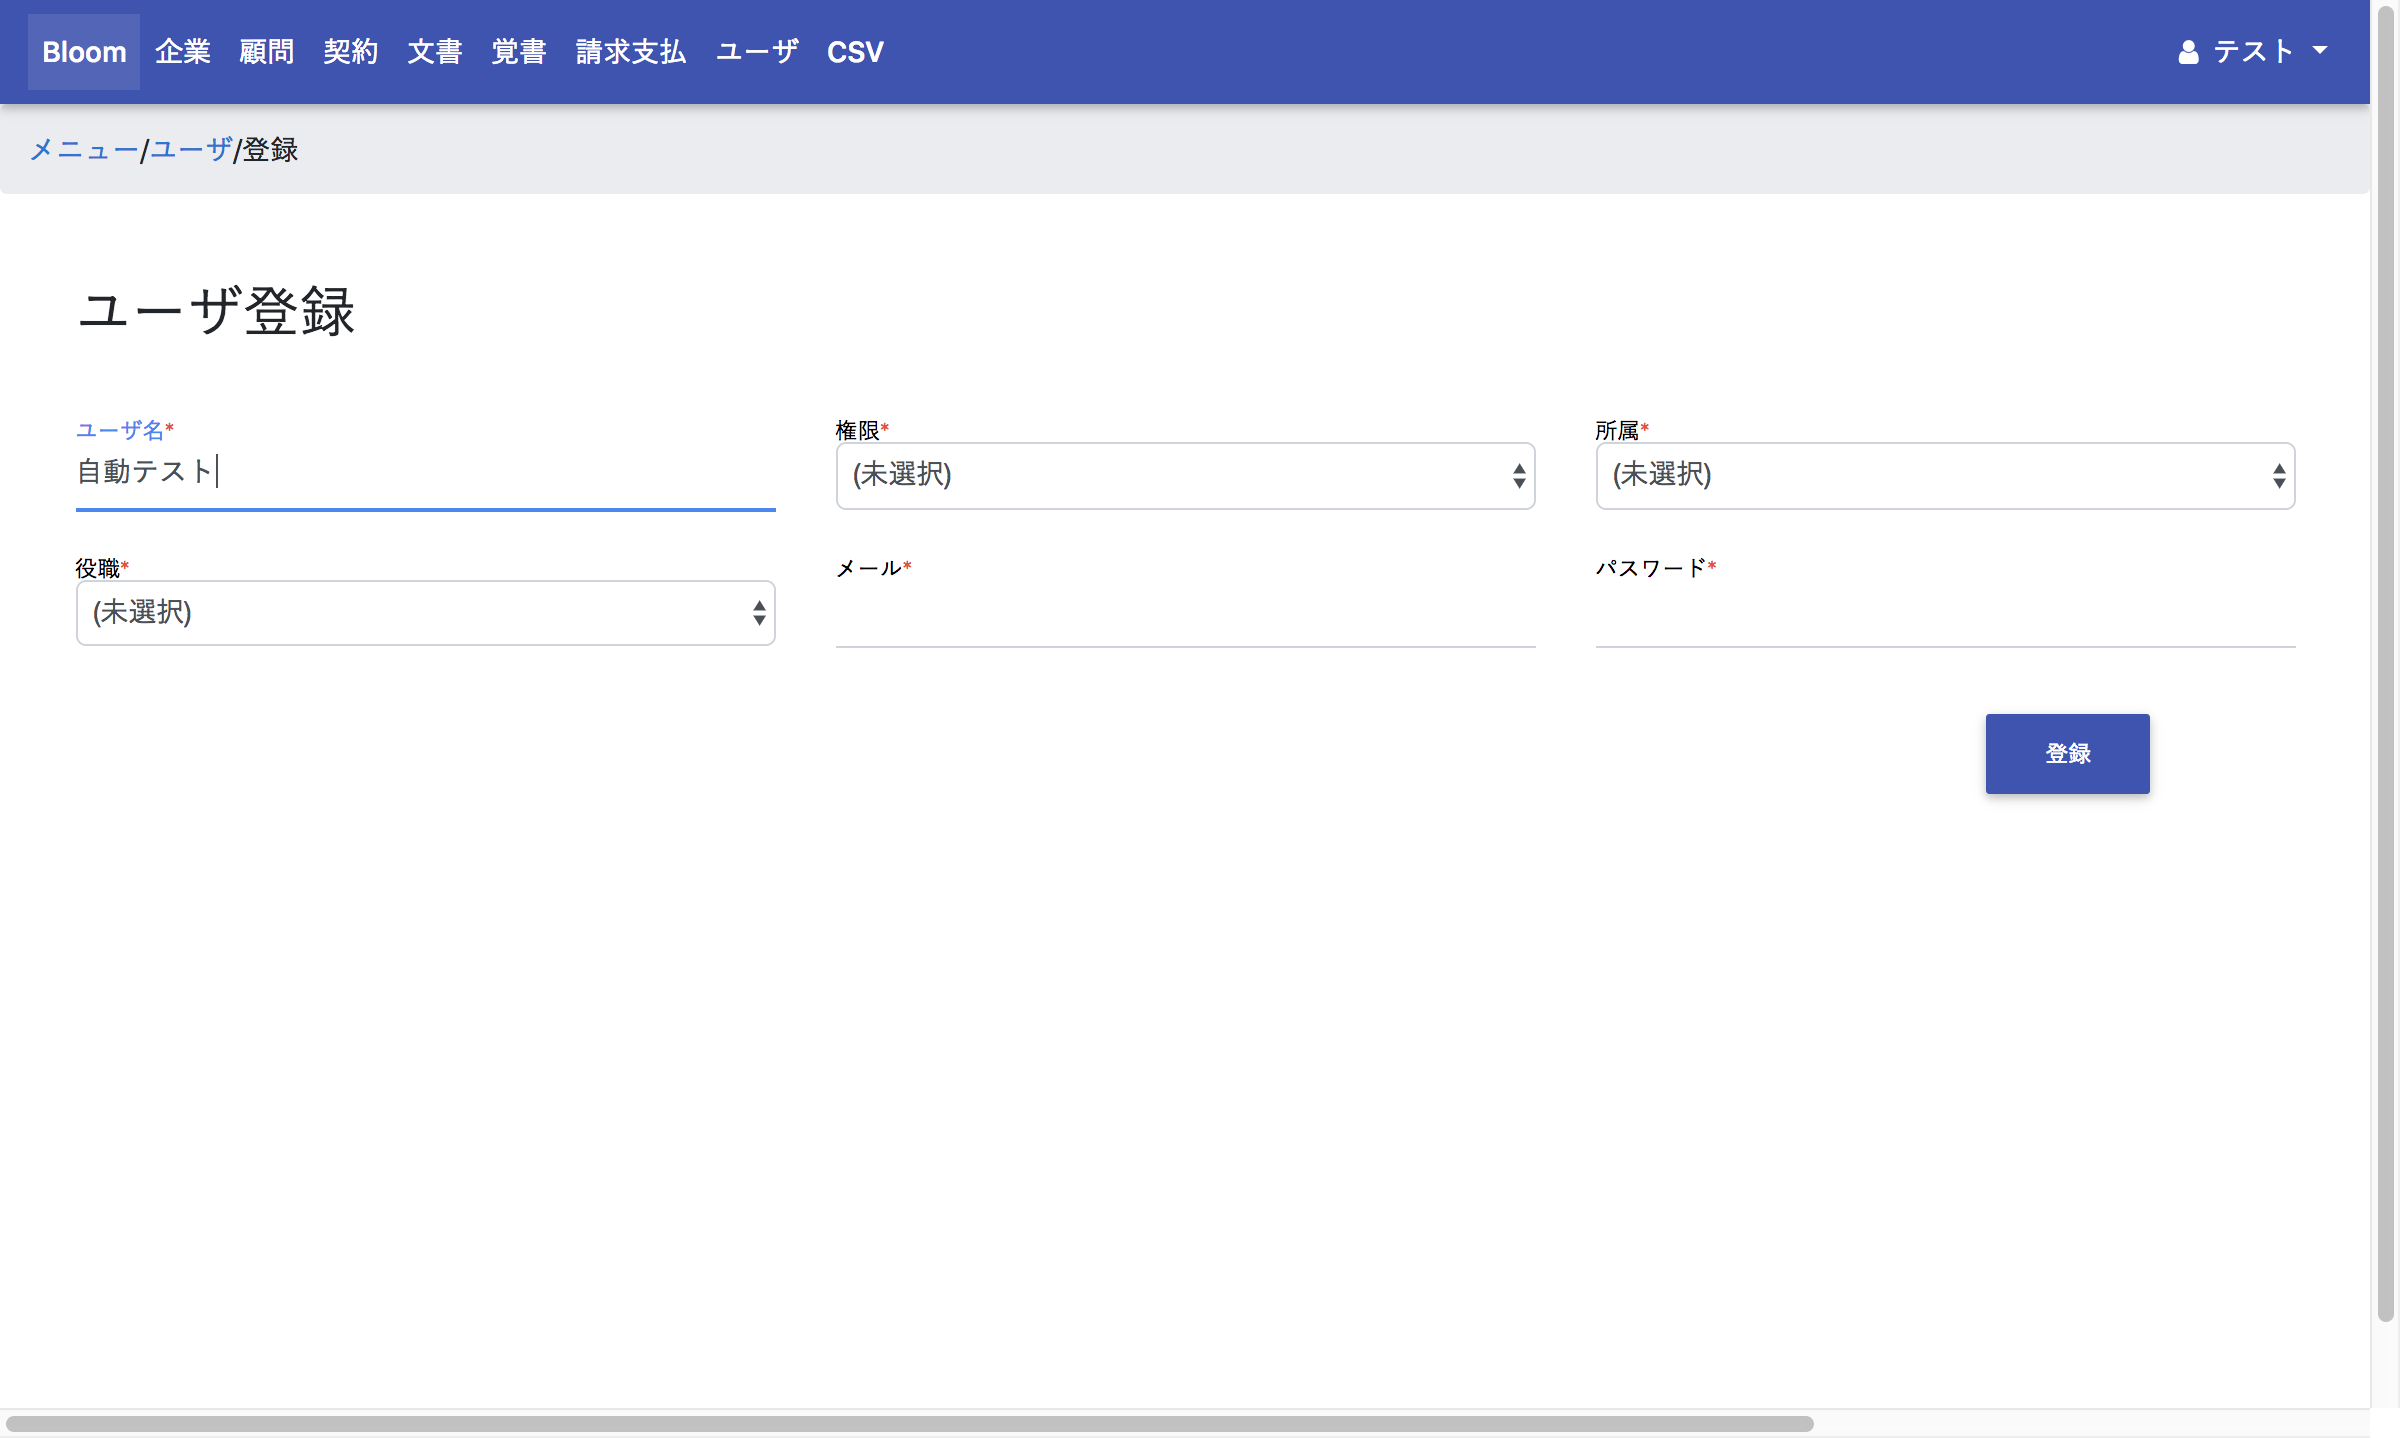 Bloom 企業 顧問 契約 文書 覚書 請求支払 ユーザ CSV テスト
メニュー/ユーザ/登録
ユーザ登録
ユーザ名* 権限* 所属*
自動テスト (未選択) (未選択)
役職* メール* パスワード*
(未選択)
登録